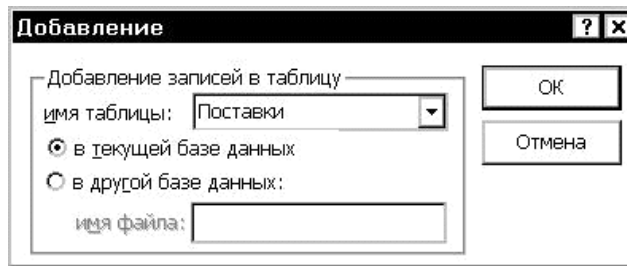 Добавление
Добавление записей в таблицу
имя таблицы: Поставки
в текущей базе данных
в другой базе данных:
имя файла:
ОК
Отмена